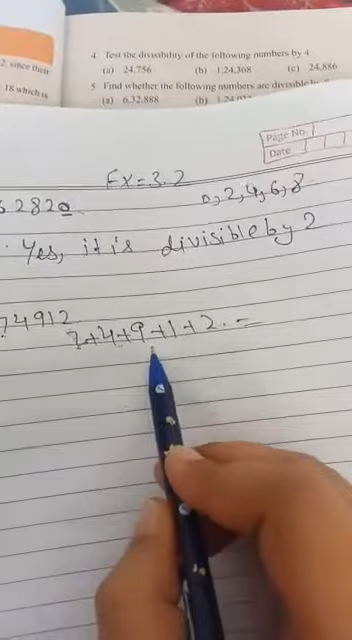 2, since their
18 which is
4 Test the divisibility of the following numbers by 4.
(a) 24,756 (b) 1,24,368 (c) 24,886
5 Find whether the following numbers are divisible
(a) 6,32,888 (b)
Page No.
Date
Ex=3.2
2820 0,2,4,6,8
Yes, it is divisible by 2
74912 7+4+9+1+2. =